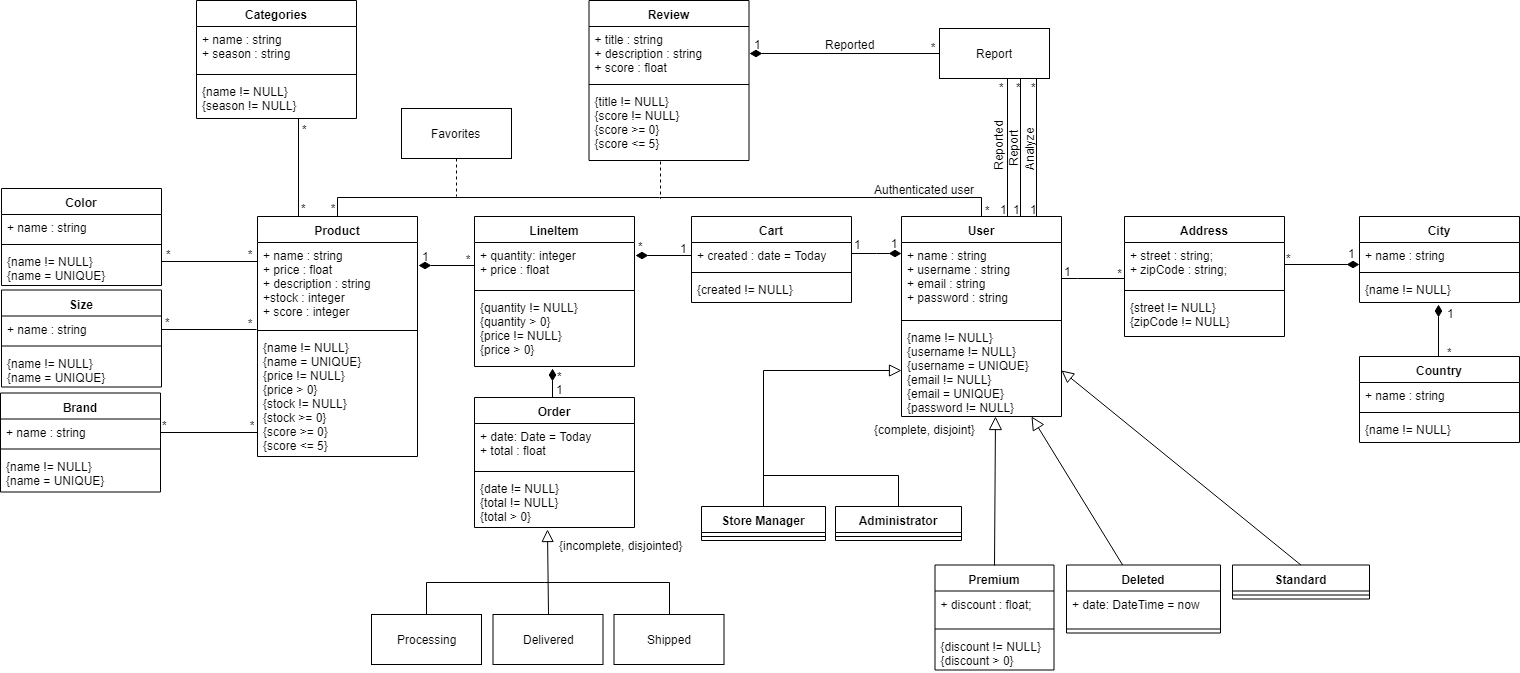 Categories
+ name : string
+ season : string
{name != NULL}
{season != NULL}
*
*
Review
+ title : string
+ description : string
+ score : float
{title != NULL}
{score != NULL}
{score >= 0}
{score <= 5}
1
Reported
*
Report
*
*
*
Reported
Report
Analyze
1
1
1
Favorites
Authenticated user
*
*
Color
+ name : string
{name != NULL}
{name = UNIQUE}
*
*
Size
+ name : string
{name != NULL}
{name = UNIQUE}
*
*
Brand
+ name : string
{name != NULL}
{name = UNIQUE}
*
*
Product
+ name : string
+ price : float
+ description : string
+stock : integer
+ score : integer
{name != NULL}
{name = UNIQUE}
{price != NULL}
{price > 0}
{stock != NULL}
{stock >= 0}
{score >= 0}
{score <= 5}
1
*
LineItem
+ quantity: integer
+ price : float
{quantity != NULL}
{quantity > 0}
{price != NULL}
{price > 0}
*
1
*
1
Order
+ date: Date = Today
+ total : float
{date != NULL}
{total != NULL}
{total > 0}
{incomplete, disjointed}
Processing
Delivered
Shipped
Cart
+ created : date = Today
{created != NULL}
1
1
User
+ name : string
+ username : string
+ email : string
+ password : string
{name != NULL}
{username != NULL}
{username = UNIQUE}
{email != NULL}
{email = UNIQUE}
{password != NULL}
{complete, disjoint}
1
*
Address
+ street : string;
+ zipCode : string;
{street != NULL}
{zipCode != NULL}
*
1
City
+ name : string
{name != NULL}
1
*
Country
+ name : string
{name != NULL}
Store Manager
Administrator
Premium
+ discount : float;
{discount != NULL}
{discount > 0}
Deleted
+ date: DateTime = now
Standard